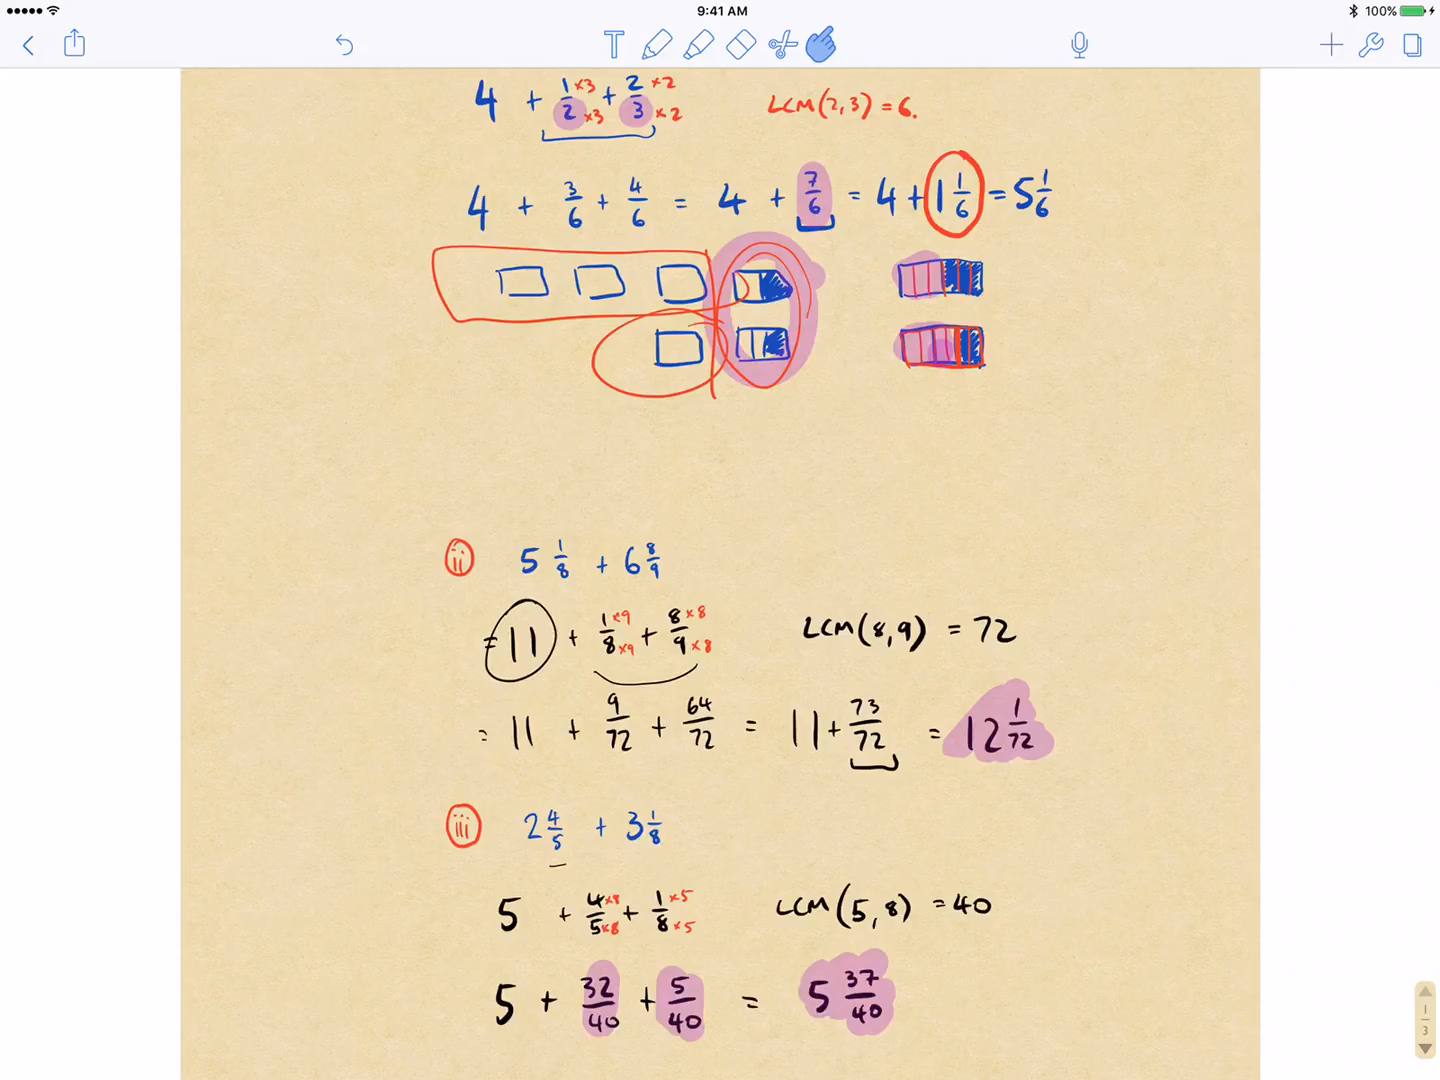 9:41 AM
100%
T
4 + 1/2 ×3 ×3 + 2/3 ×2 ×2 LCM(2,3) = 6.
4 + 3/6 + 4/6 = 4 + 7/6 = 4 + 1 1/6 = 5 1/6
ii 5 1/8 + 6 8/9
= 11 + 1/8 ×9 ×9 + 8/9 ×8 ×8 LCM(8,9) = 72
= 11 + 9/72 + 64/72 = 11 + 73/72 = 12 1/72
iii 2 4/5 + 3 1/8
5 + 4/5 ×8 ×8 + 1/8 ×5 ×5 LCM(5,8) = 40
5 + 32/40 + 5/40 = 5 37/40
1
3